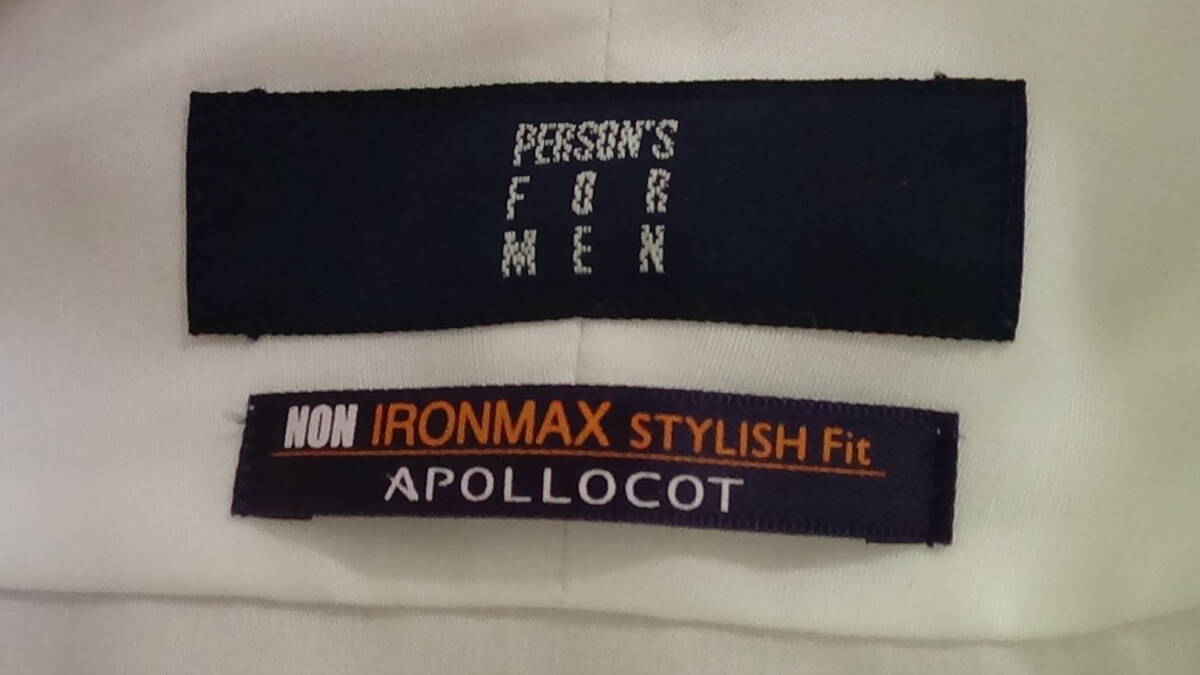 PERSON'S
FOR
MEN
NON IRONMAX STYLISH Fit
APOLLOCOT